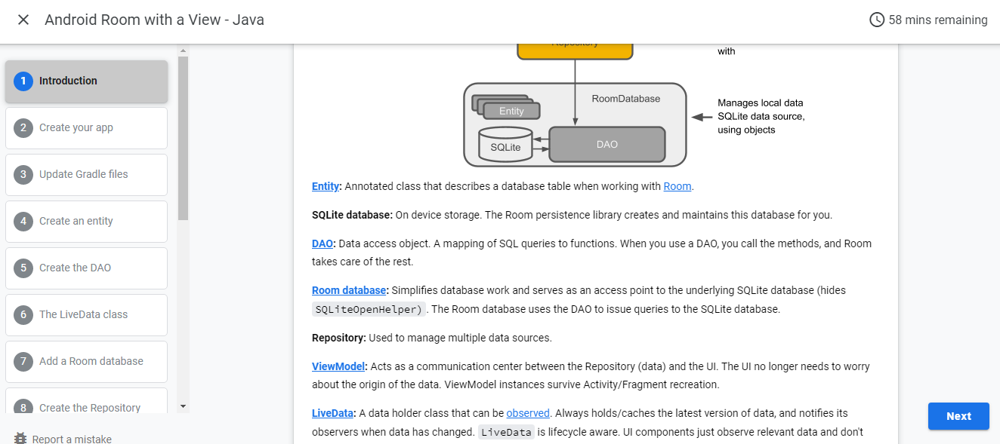 Android Room with a View - Java
58 mins remaining
1 Introduction
2 Create your app
3 Update Gradle files
4 Create an entity
5 Create the DAO
6 The LiveData class
7 Add a Room database
8 Create the Repository
Report a mistake
Repository
with
RoomDatabase
Entity
SQLite
DAO
Manages local data
SQLite data source,
using objects
Entity: Annotated class that describes a database table when working with Room.
SQLite database: On device storage. The Room persistence library creates and maintains this database for you.
DAO: Data access object. A mapping of SQL queries to functions. When you use a DAO, you call the methods, and Room
takes care of the rest.
Room database: Simplifies database work and serves as an access point to the underlying SQLite database (hides
SQLiteOpenHelper). The Room database uses the DAO to issue queries to the SQLite database.
Repository: Used to manage multiple data sources.
ViewModel: Acts as a communication center between the Repository (data) and the UI. The UI no longer needs to worry
about the origin of the data. ViewModel instances survive Activity/Fragment recreation.
LiveData: A data holder class that can be observed. Always holds/caches the latest version of data, and notifies its
observers when data has changed. LiveData is lifecycle aware. UI components just observe relevant data and don't
Next